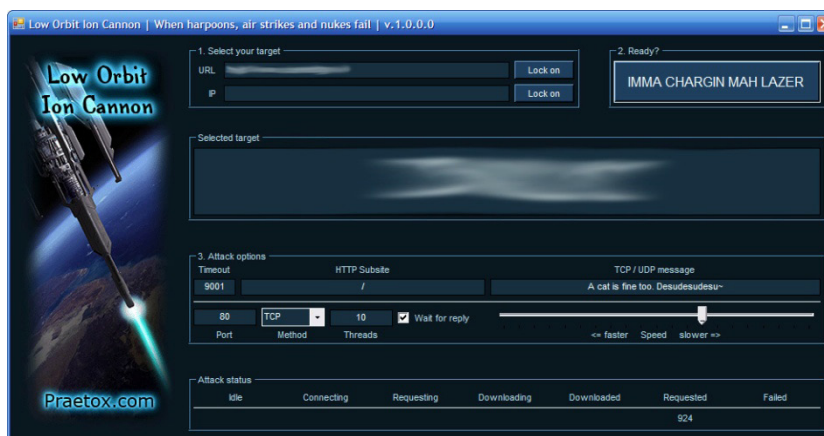 Low Orbit Ion Cannon | When harpoons, air strikes and nukes fail | v.1.0.0.0
Low Orbit
Ion Cannon
1. Select your target
URL
Lock on
IP
Lock on
2. Ready?
IMMA CHARGIN MAH LAZER
Selected target
3. Attack options
Timeout HTTP Subsite TCP / UDP message
9001 / A cat is fine too. Desudesudesu~
80 TCP 10 Wait for reply
Port Method Threads <= faster Speed slower =>
Attack status
Idle Connecting Requesting Downloading Downloaded Requested Failed
924
Praetox.com